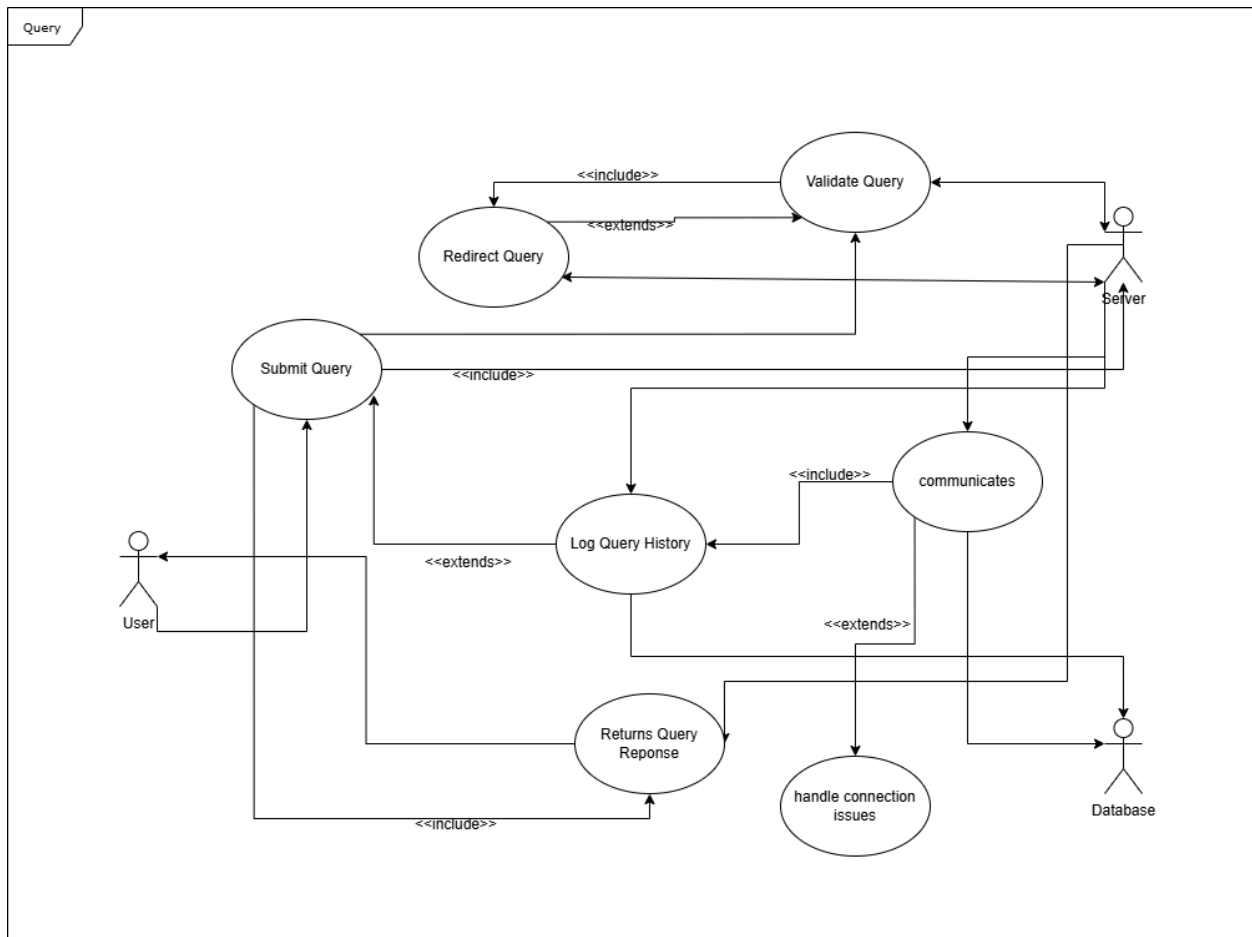 Query
<<include>>
Validate Query
<<extends>>
Redirect Query
Server
Submit Query
<<include>>
<<include>>
communicates
Log Query History
<<extends>>
User
<<extends>>
Returns Query
Reponse
handle connection
issues
Database
<<include>>